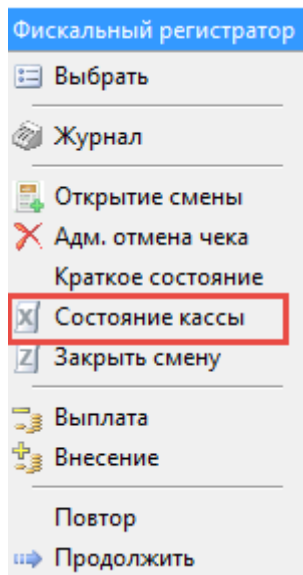 Фискальный регистратор
Выбрать
Журнал
Открытие смены
Адм. отмена чека
Краткое состояние
X Состояние кассы
Z Закрыть смену
Выплата
Внесение
Повтор
Продолжить